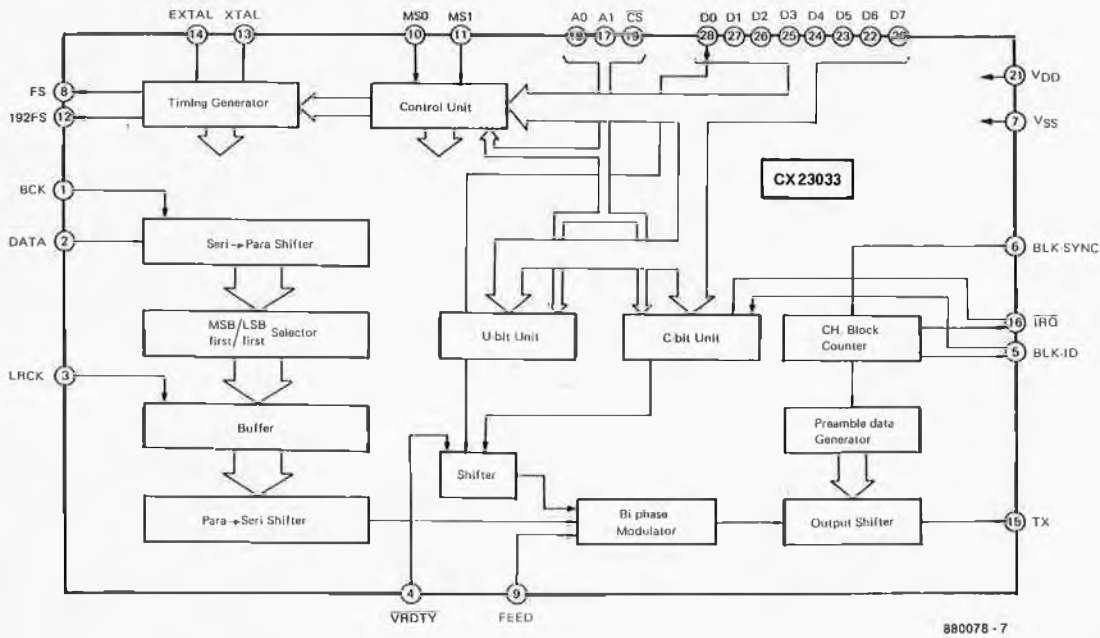 EXTAL XTAL MS0 MS1 A0 A1 CS D0 D1 D2 D3 D4 D5 D6 D7
14 13 10 11 18 17 19 28 27 26 25 24 23 22 20
FS 8 Timing Generator Control Unit 21 VDD
192FS 12 7 VSS
CX23033
BCK 1
DATA 2 Seri→Para Shifter 6 BLK-SYNC
MSB first/LSB first Selector U-bit Unit C-bit Unit CH. Block Counter 16 IRQ
5 BLK-ID
LRCK 3
Buffer Preamble data Generator
Shifter
Para→Seri Shifter Bi phase Modulator Output Shifter 15 TX
4 9
VRDTY FEED
880078 - 7